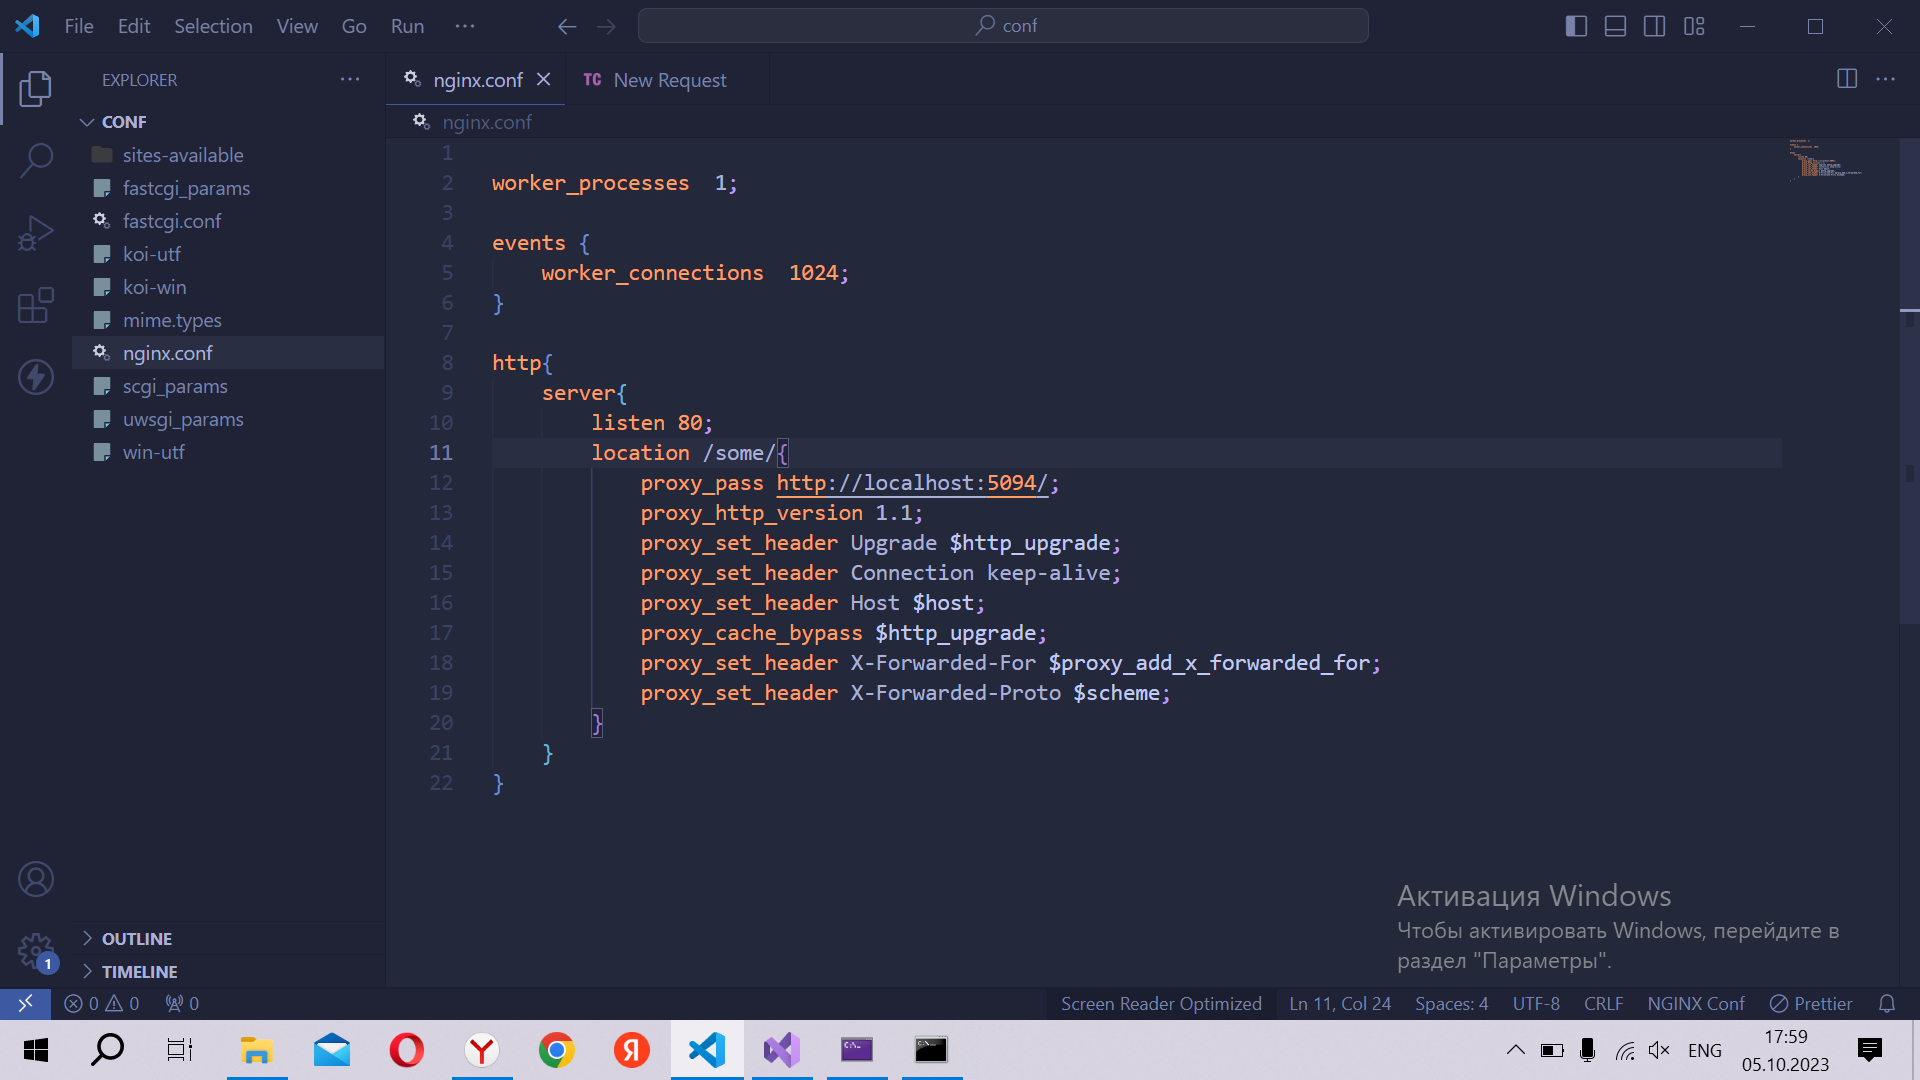 File Edit Selection View Go Run ···
conf
EXPLORER ···
CONF
sites-available
fastcgi_params
fastcgi.conf
koi-utf
koi-win
mime.types
nginx.conf
scgi_params
uwsgi_params
win-utf
OUTLINE
TIMELINE
nginx.conf
TC New Request
nginx.conf
1
2 worker_processes  1;
3
4 events {
5     worker_connections  1024;
6 }
7
8 http{
9     server{
10         listen 80;
11         location /some/{
12             proxy_pass http://localhost:5094/;
13             proxy_http_version 1.1;
14             proxy_set_header Upgrade $http_upgrade;
15             proxy_set_header Connection keep-alive;
16             proxy_set_header Host $host;
17             proxy_cache_bypass $http_upgrade;
18             proxy_set_header X-Forwarded-For $proxy_add_x_forwarded_for;
19             proxy_set_header X-Forwarded-Proto $scheme;
20         }
21     }
22 }
Активация Windows
Чтобы активировать Windows, перейдите в
раздел "Параметры".
1
0 0 0
Screen Reader Optimized Ln 11, Col 24 Spaces: 4 UTF-8 CRLF NGINX Conf Prettier
ENG
17:59
05.10.2023